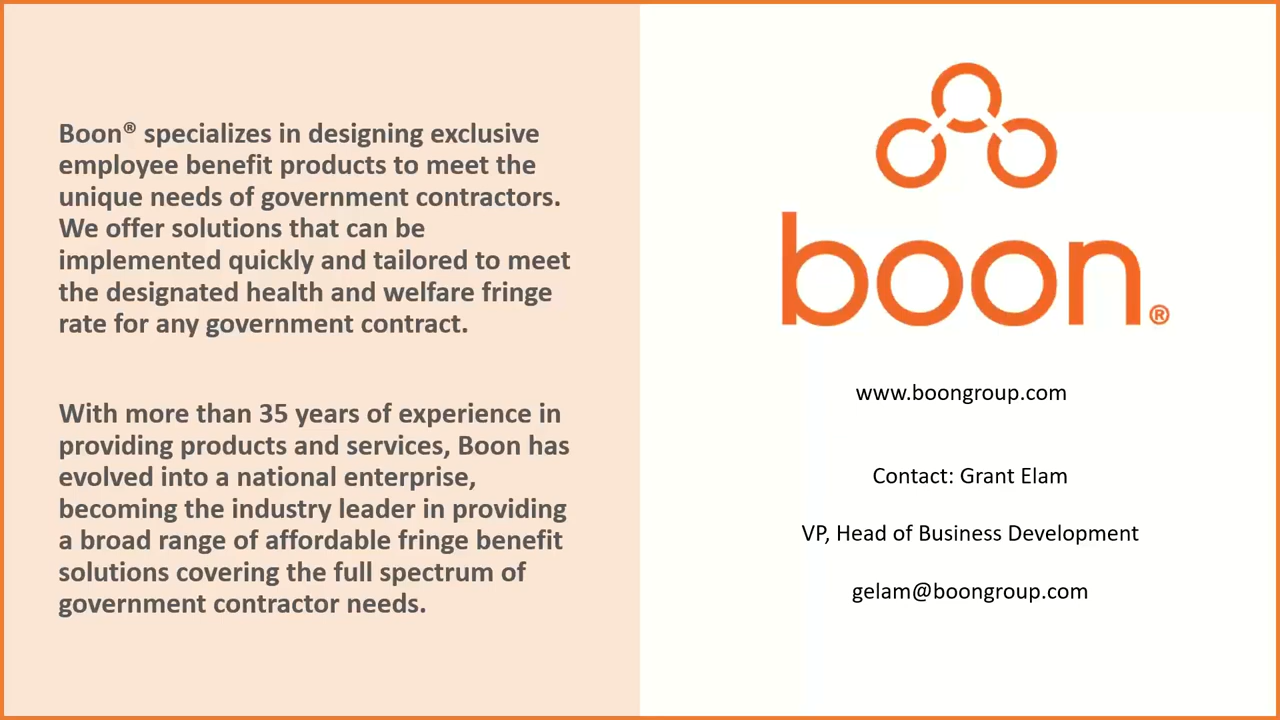 Boon® specializes in designing exclusive
employee benefit products to meet the
unique needs of government contractors.
We offer solutions that can be
implemented quickly and tailored to meet
the designated health and welfare fringe
rate for any government contract.
With more than 35 years of experience in
providing products and services, Boon has
evolved into a national enterprise,
becoming the industry leader in providing
a broad range of affordable fringe benefit
solutions covering the full spectrum of
government contractor needs.
boon®
www.boongroup.com
Contact: Grant Elam
VP, Head of Business Development
gelam@boongroup.com